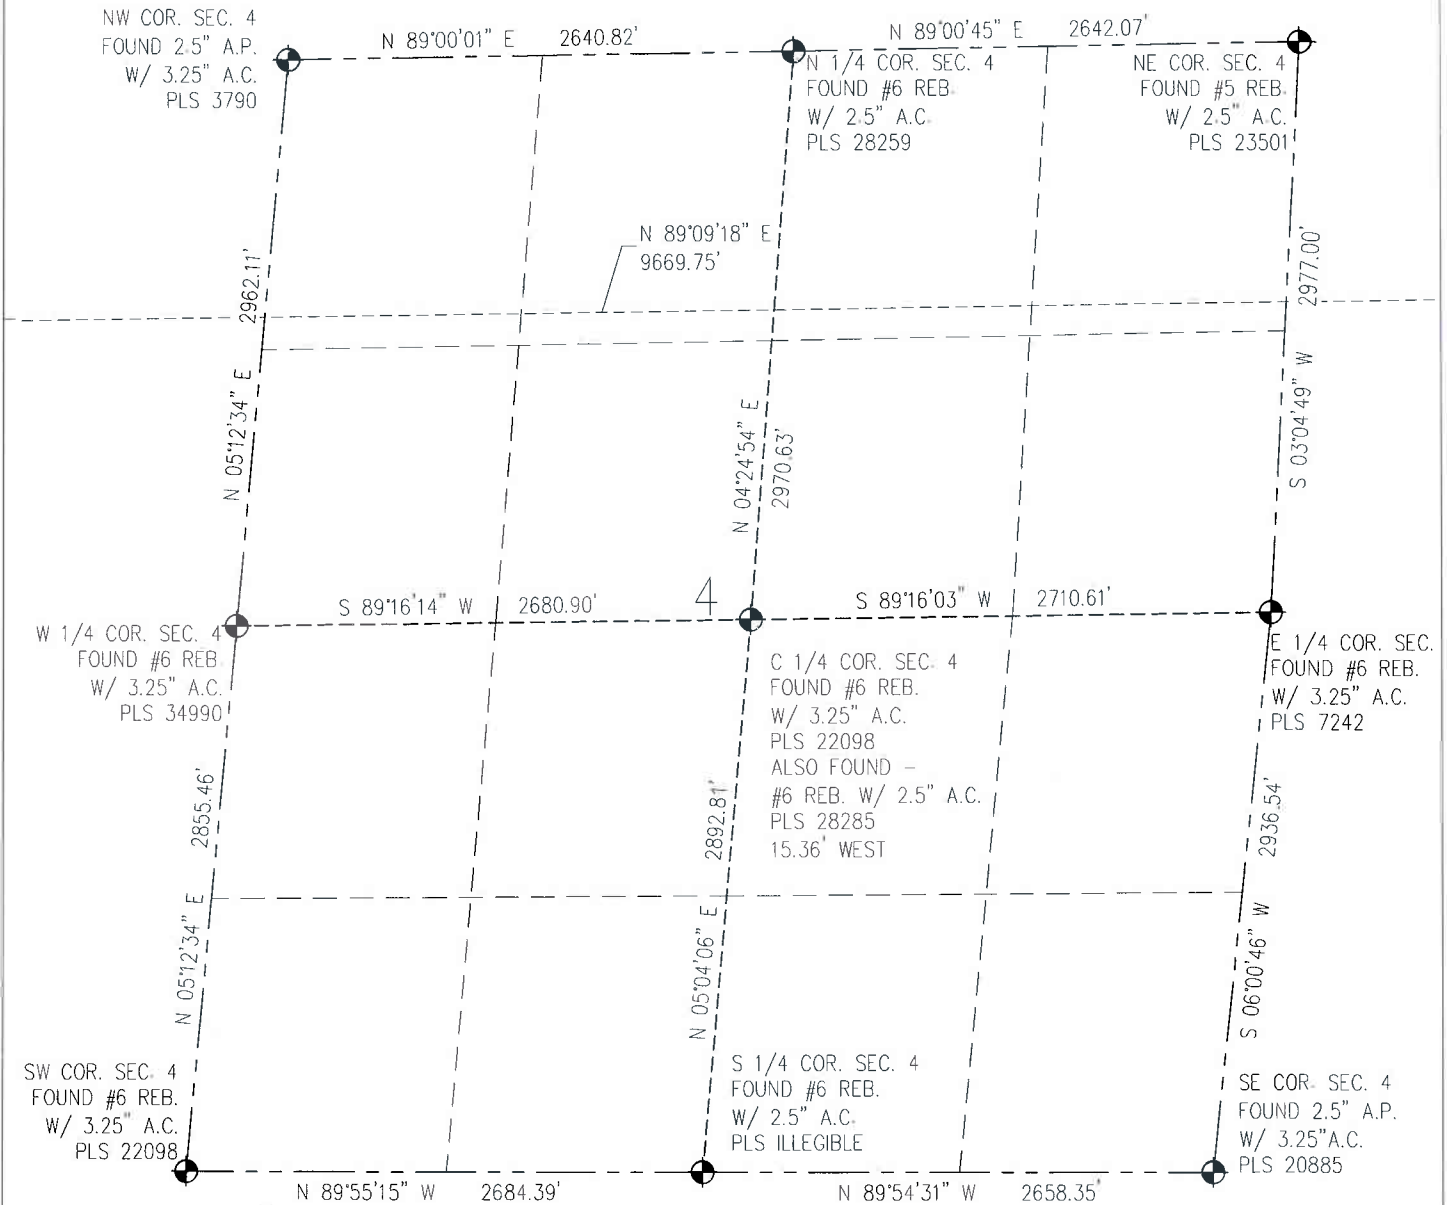 NW COR. SEC. 4
FOUND 2.5" A.P.
W/ 3.25" A.C.
PLS 3790
N 89°00'01" E 2640.82'
N 89°00'45" E 2642.07'
N 1/4 COR. SEC. 4
FOUND #6 REB.
W/ 2.5" A.C.
PLS 28259
NE COR. SEC. 4
FOUND #5 REB.
W/ 2.5" A.C.
PLS 23501
N 89°09'18" E
9669.75'
2962.11'
N 05°12'34" E
N 04°24'54" E
2970.63'
2977.00'
S 03°04'49" W
S 89°16'14" W 2680.90'
4
S 89°16'03" W 2710.61'
W 1/4 COR. SEC. 4
FOUND #6 REB.
W/ 3.25" A.C.
PLS 34990
C 1/4 COR. SEC. 4
FOUND #6 REB.
W/ 3.25" A.C.
PLS 22098
ALSO FOUND –
#6 REB. W/ 2.5" A.C.
PLS 28285
15.36' WEST
E 1/4 COR. SEC.
FOUND #6 REB.
W/ 3.25" A.C.
PLS 7242
2855.46'
N 05°12'34" E
2892.81'
N 05°04'06" E
2936.54'
S 06°00'46" W
SW COR. SEC. 4
FOUND #6 REB.
W/ 3.25" A.C.
PLS 22098
S 1/4 COR. SEC. 4
FOUND #6 REB.
W/ 2.5" A.C.
PLS ILLEGIBLE
SE COR. SEC. 4
FOUND 2.5" A.P.
W/ 3.25"A.C.
PLS 20885
N 89°55'15" W 2684.39'
N 89°54'31" W 2658.35'